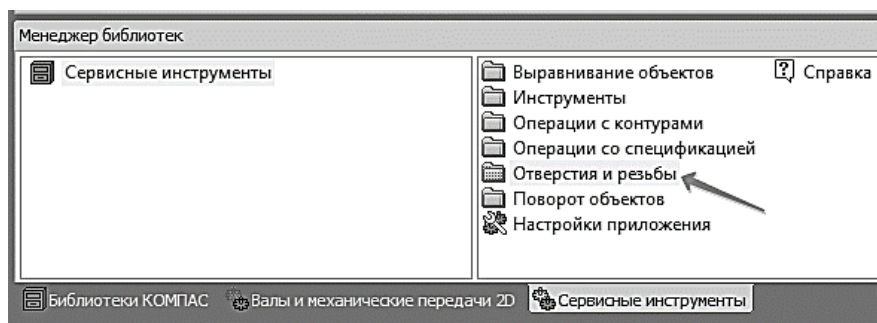 Менеджер библиотек
Сервисные инструменты
Выравнивание объектов
Инструменты
Операции с контурами
Операции со спецификацией
Отверстия и резьбы
Поворот объектов
Настройки приложения
Справка
Библиотеки КОМПАС Валы и механические передачи 2D Сервисные инструменты